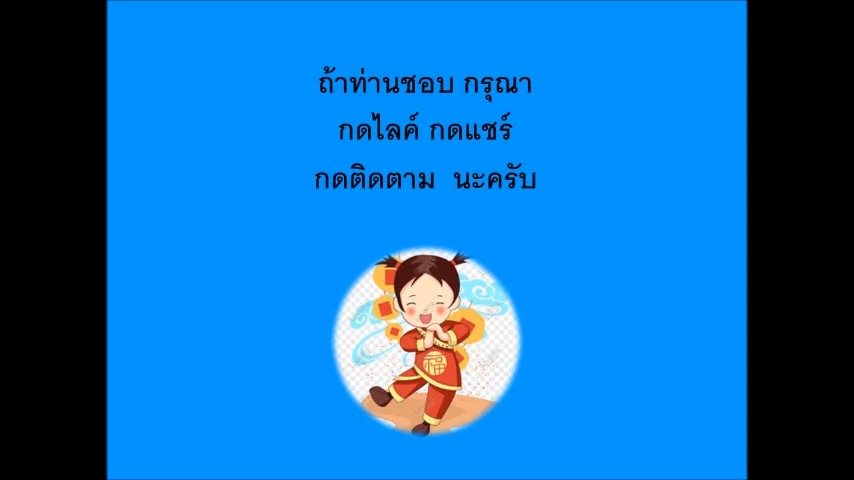 ถ้าท่านชอบ กรุณา
กดไลค์ กดแชร์
กดติดตาม นะครับ
福